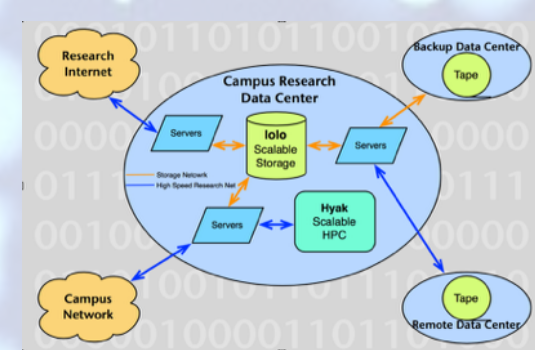 Research
Internet
Backup Data Center
Tape
Campus Research
Data Center
Servers
lolo
Scalable
Storage
Servers
Storage Netowrk
High Speed Research Net
Servers
Hyak
Scalable
HPC
Campus
Network
Tape
Remote Data Center